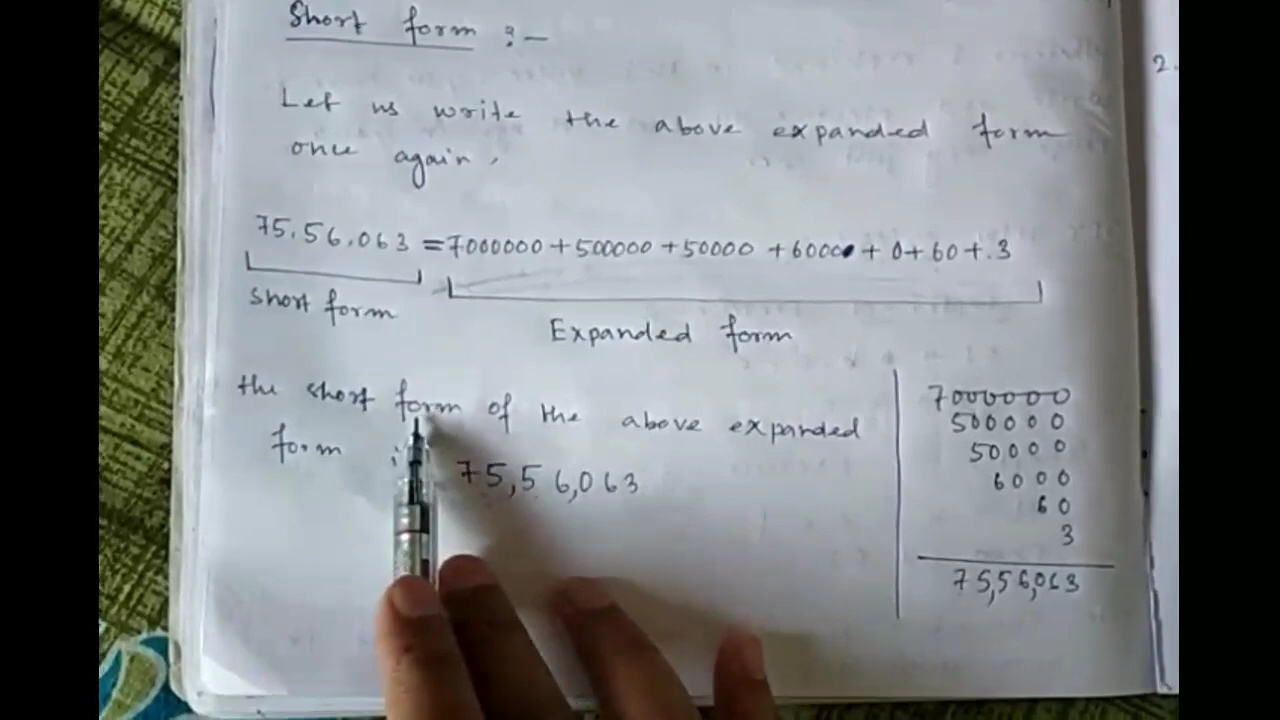 Short form :-
Let us write the above expanded form
once again,
75,56,063 = 7000000 + 500000 + 50000 + 6000 + 0 + 60 + 3
short form
Expanded form
the short form of the above expanded
form
75,56,063
7000000
500000
50000
6000
60
3
75,56,063
2.